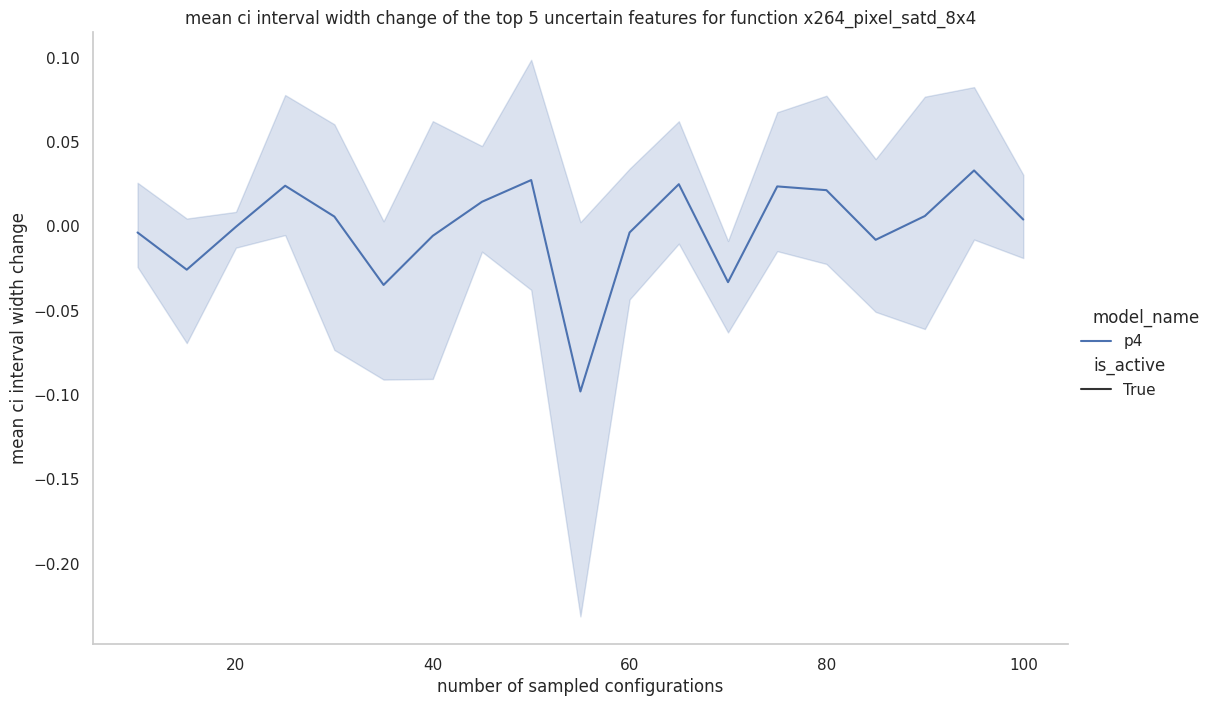 mean ci interval width change of the top 5 uncertain features for function x264_pixel_satd_8x4
0.10
0.05
0.00
−0.05
−0.10
−0.15
−0.20
mean ci interval width change
20
40
60
80
100
number of sampled configurations
model_name
p4
is_active
True